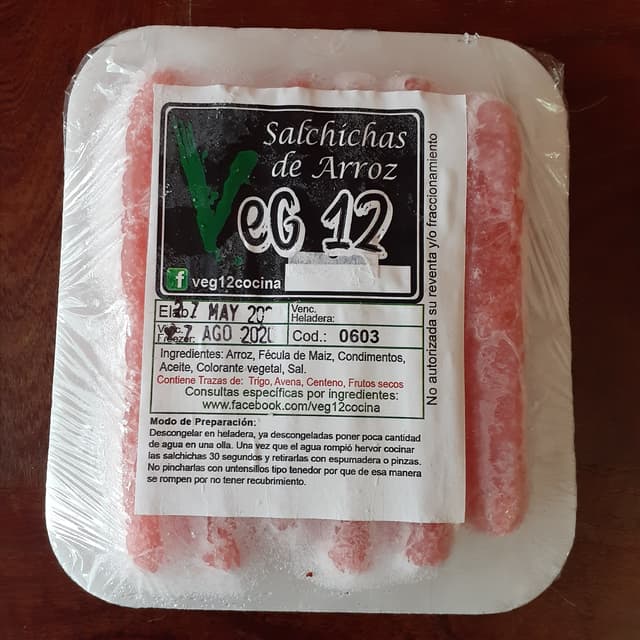 Salchichas
de Arroz
Veg 12
veg12cocina
Elab. 7 MAY 202
Venc.
Heladera:
Venc.
Freezer: 7 AGO 2020
Cod.: 0603
Ingredientes: Arroz, Fécula de Maiz, Condimentos,
Aceite, Colorante vegetal, Sal.
Contiene Trazas de: Trigo, Avena, Centeno, Frutos secos
Consultas específicas por ingredientes:
www.facebook.com/veg12cocina
Modo de Preparación:
Descongelar en heladera, ya descongeladas poner poca cantidad
de agua en una olla. Una vez que el agua rompió hervor cocinar
las salchichas 30 segundos y retirarlas con espumadera o pinzas.
No pincharlas con untensillos tipo tenedor por que de esa manera
se rompen por no tener recubrimiento.
No autorizada su reventa y/o fraccionamiento